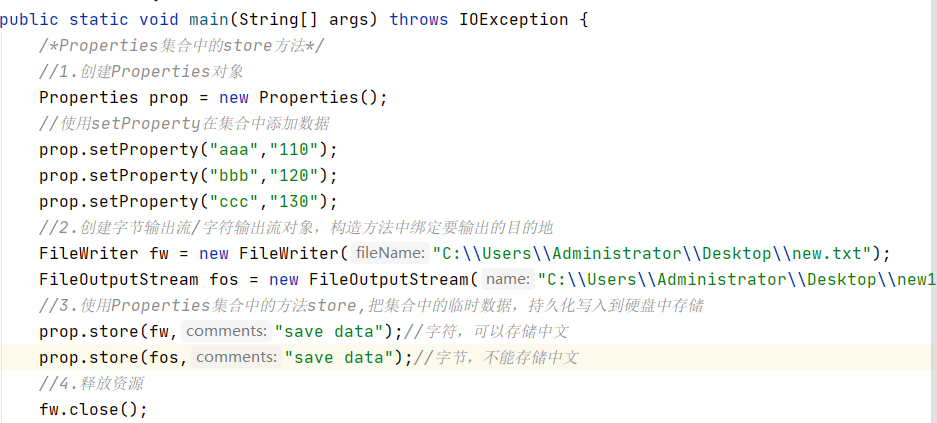 public static void main(String[] args) throws IOException {
/*Properties集合中的store方法*/
//1.创建Properties对象
Properties prop = new Properties();
//使用setProperty在集合中添加数据
prop.setProperty("aaa","110");
prop.setProperty("bbb","120");
prop.setProperty("ccc","130");
//2.创建字节输出流/字符输出流对象，构造方法中绑定要输出的目的地
FileWriter fw = new FileWriter( fileName: "C:\\Users\\Administrator\\Desktop\\new.txt");
FileOutputStream fos = new FileOutputStream( name: "C:\\Users\\Administrator\\Desktop\\new1
//3.使用Properties集合中的方法store,把集合中的临时数据，持久化写入到硬盘中存储
prop.store(fw, comments: "save data");//字符，可以存储中文
prop.store(fos, comments: "save data");//字节，不能存储中文
//4.释放资源
fw.close();